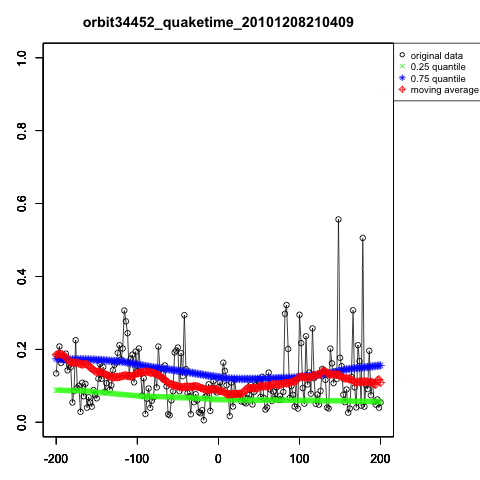 orbit34452_quaketime_20101208210409
original data
0.25 quantile
0.75 quantile
moving average
1.0
0.8
0.6
0.4
0.2
0.0
-200 -100 0 100 200